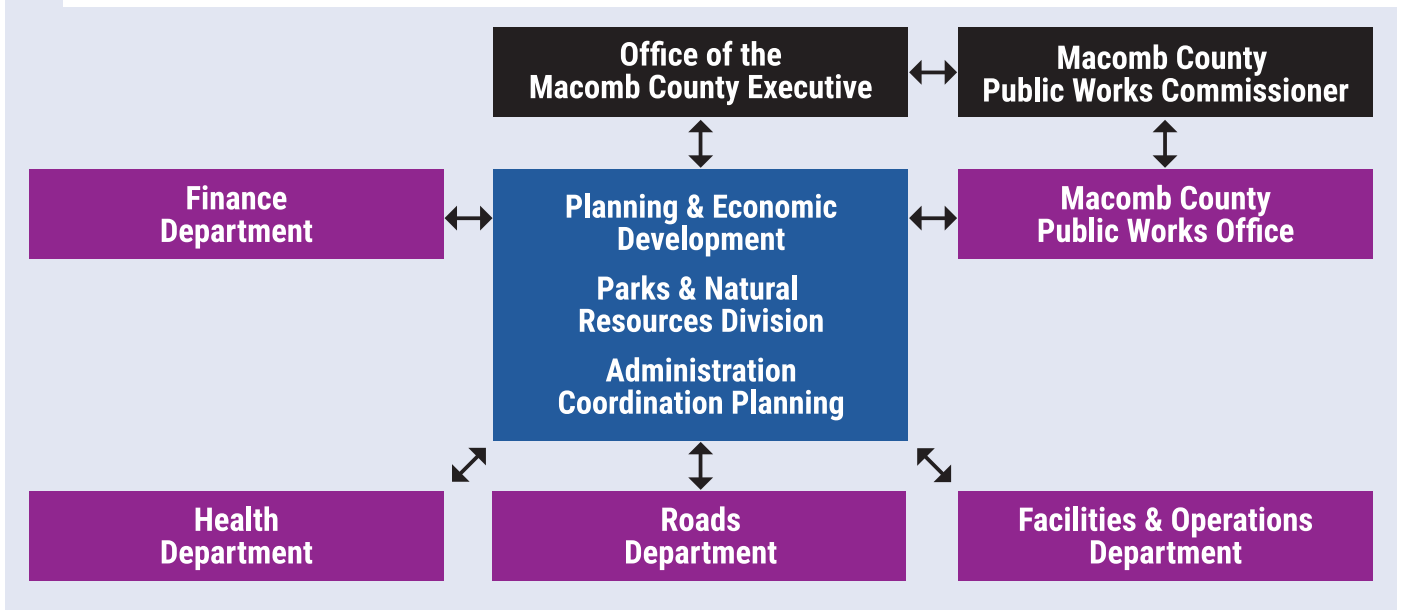 Office of the
Macomb County Executive
Macomb County
Public Works Commissioner
Finance
Department
Planning & Economic
Development
Parks & Natural
Resources Division
Administration
Coordination Planning
Macomb County
Public Works Office
Health
Department
Roads
Department
Facilities & Operations
Department